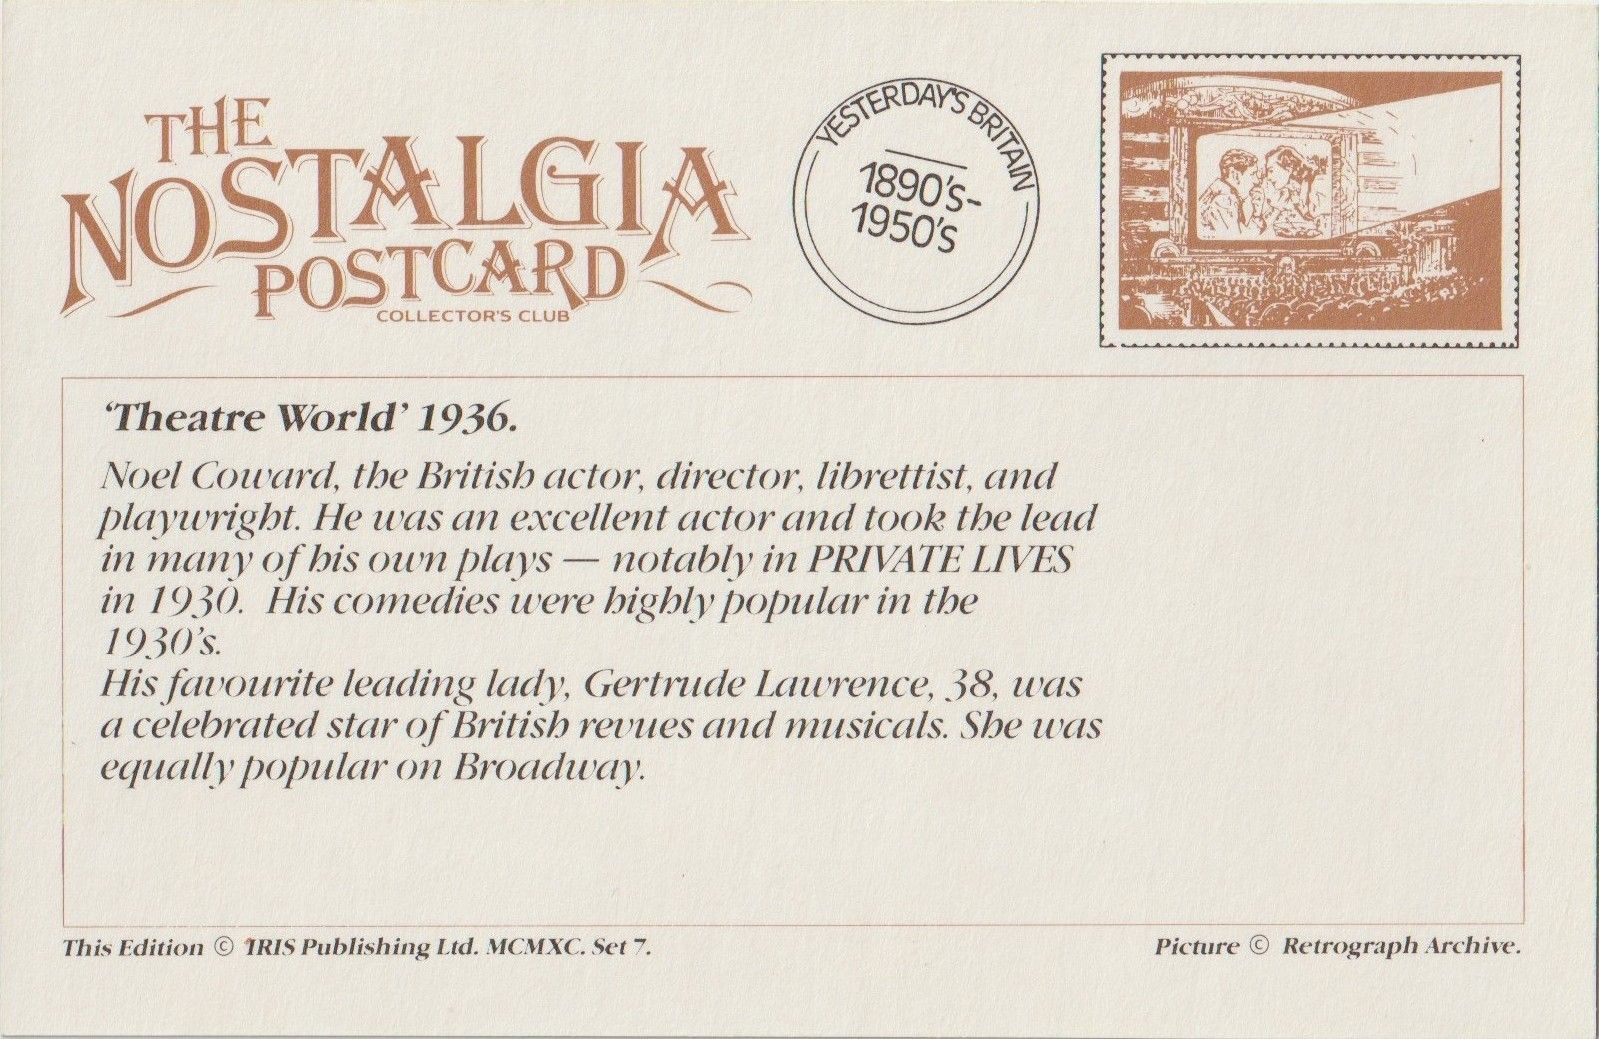 THE
NOSTALGIA
POSTCARD
COLLECTOR'S CLUB
YESTERDAY'S BRITAIN
1890's-
1950's
‘Theatre World’ 1936.
Noel Coward, the British actor, director, librettist, and
playwright. He was an excellent actor and took the lead
in many of his own plays — notably in PRIVATE LIVES
in 1930. His comedies were highly popular in the
1930's.
His favourite leading lady, Gertrude Lawrence, 38, was
a celebrated star of British revues and musicals. She was
equally popular on Broadway.
This Edition © IRIS Publishing Ltd. MCMXC. Set 7.
Picture © Retrograph Archive.